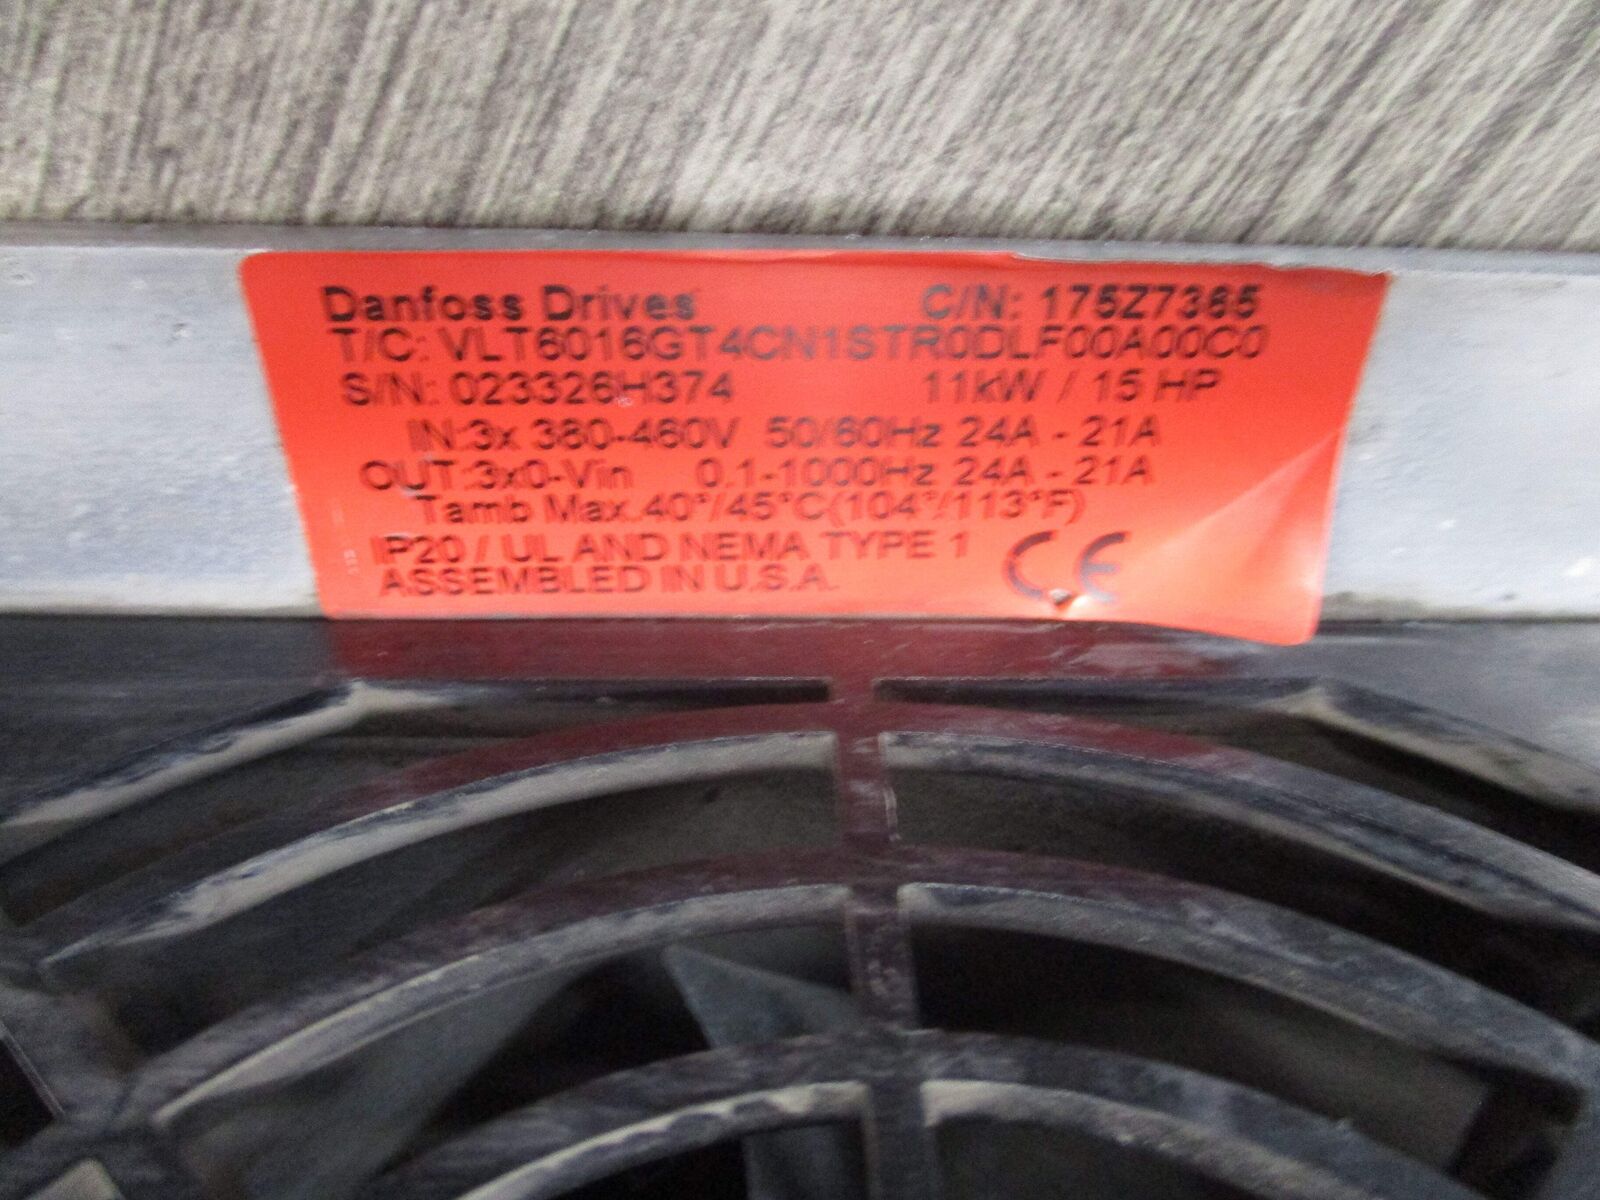 Danfoss Drives C/N: 175Z7365
T/C: VLT6016GT4CN1STR0DLF00A00C0
S/N: 023326H374 11kW / 15 HP
IN:3x 380-460V 50/60Hz 24A - 21A
OUT:3x0-Vin 0.1-1000Hz 24A - 21A
Tamb Max.40°/45°C(104°/113°F)
IP20 / UL AND NEMA TYPE 1
ASSEMBLED IN U.S.A. CE